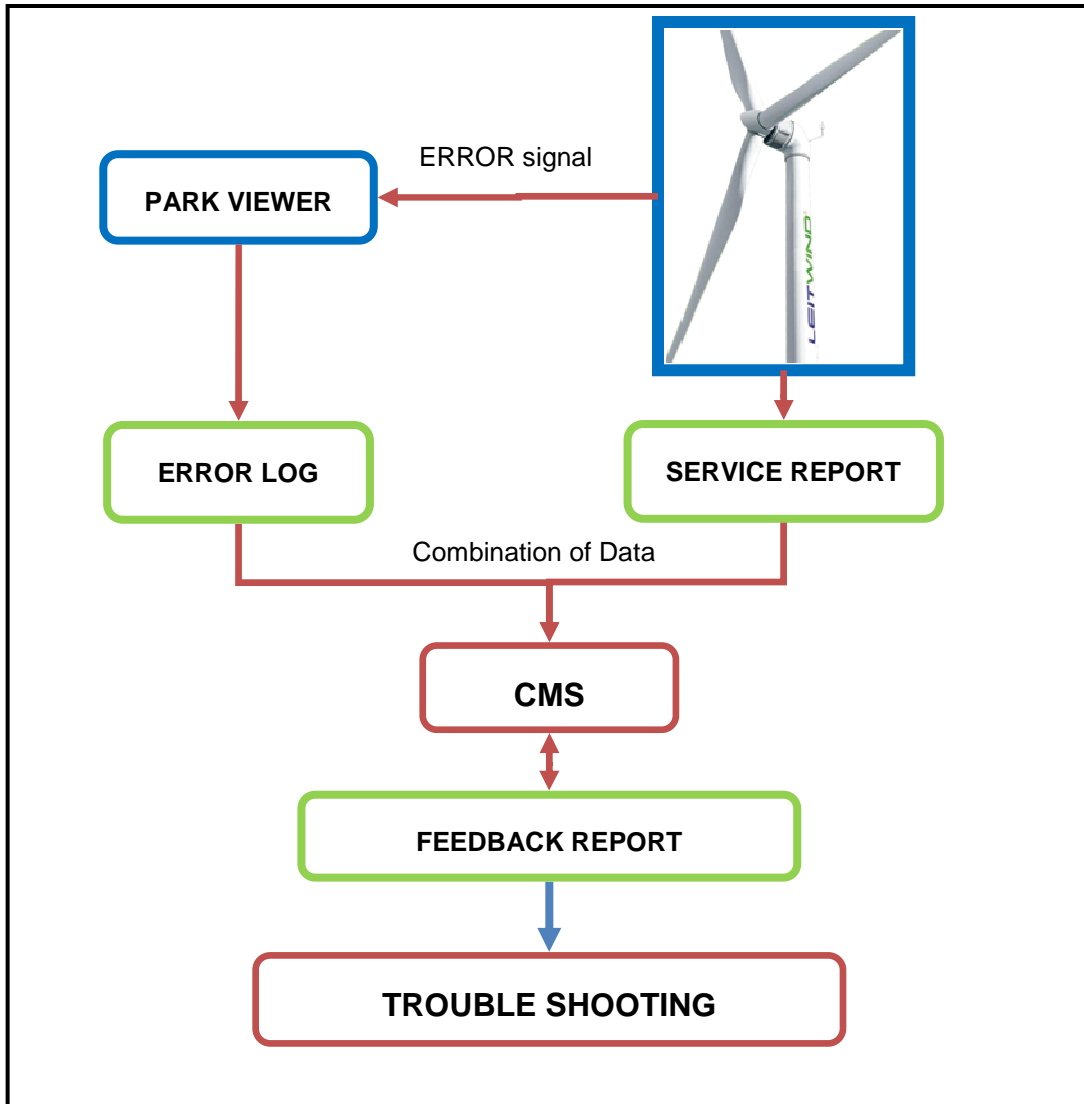 ERROR signal
PARK VIEWER
LEITWIND
ERROR LOG
SERVICE REPORT
Combination of Data
CMS
FEEDBACK REPORT
TROUBLE SHOOTING